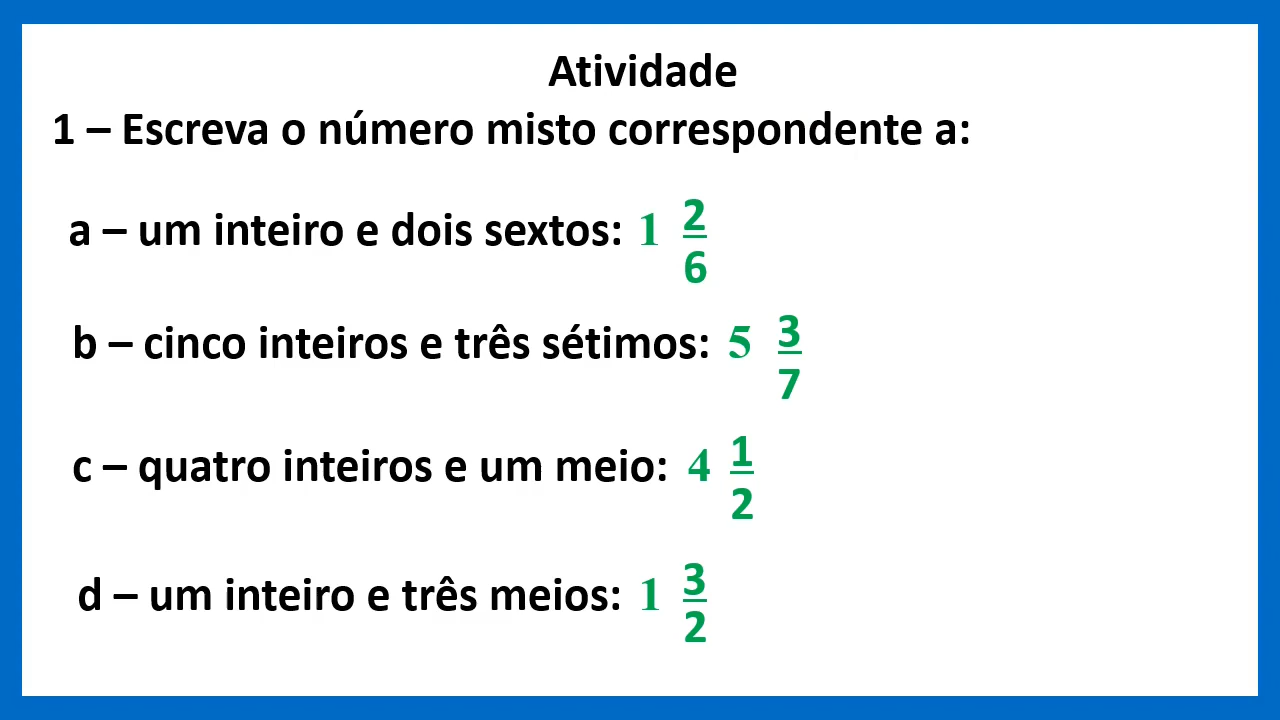 Atividade
1 – Escreva o número misto correspondente a:
a – um inteiro e dois sextos: 1 2/6
b – cinco inteiros e três sétimos: 5 3/7
c – quatro inteiros e um meio: 4 1/2
d – um inteiro e três meios: 1 3/2